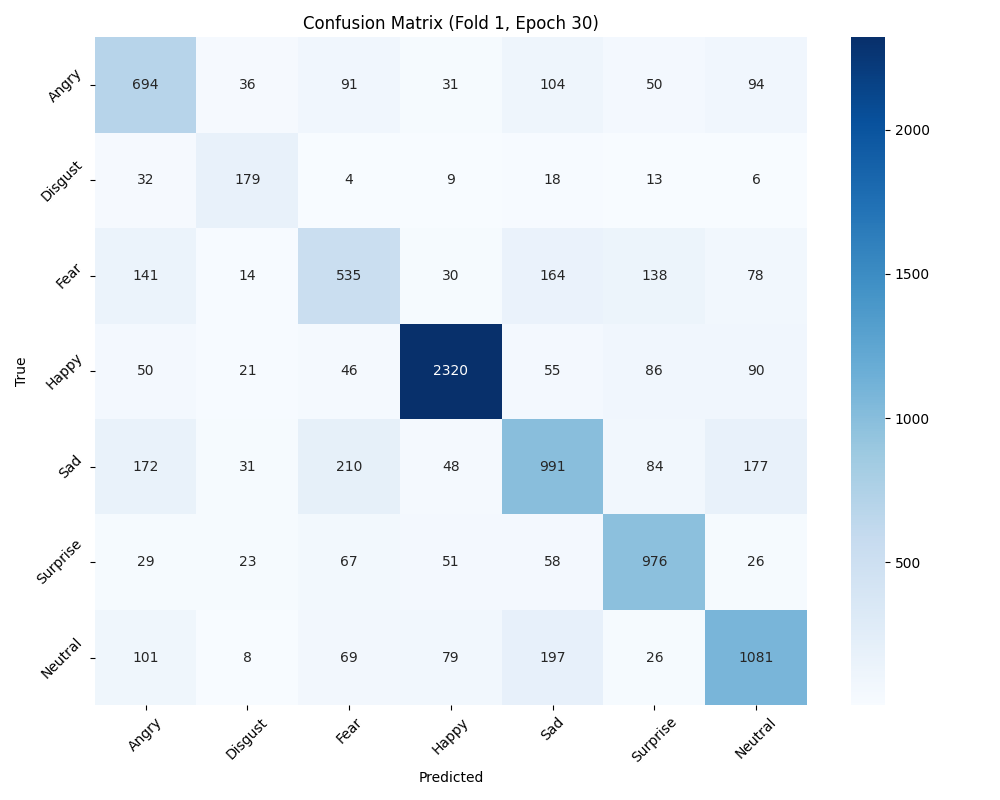 Confusion Matrix (Fold 1, Epoch 30)
True
Angry 694 36 91 31 104 50 94
Disgust 32 179 4 9 18 13 6
Fear 141 14 535 30 164 138 78
Happy 50 21 46 2320 55 86 90
Sad 172 31 210 48 991 84 177
Surprise 29 23 67 51 58 976 26
Neutral 101 8 69 79 197 26 1081
Angry Disgust Fear Happy Sad Surprise Neutral
Predicted
2000
1500
1000
500